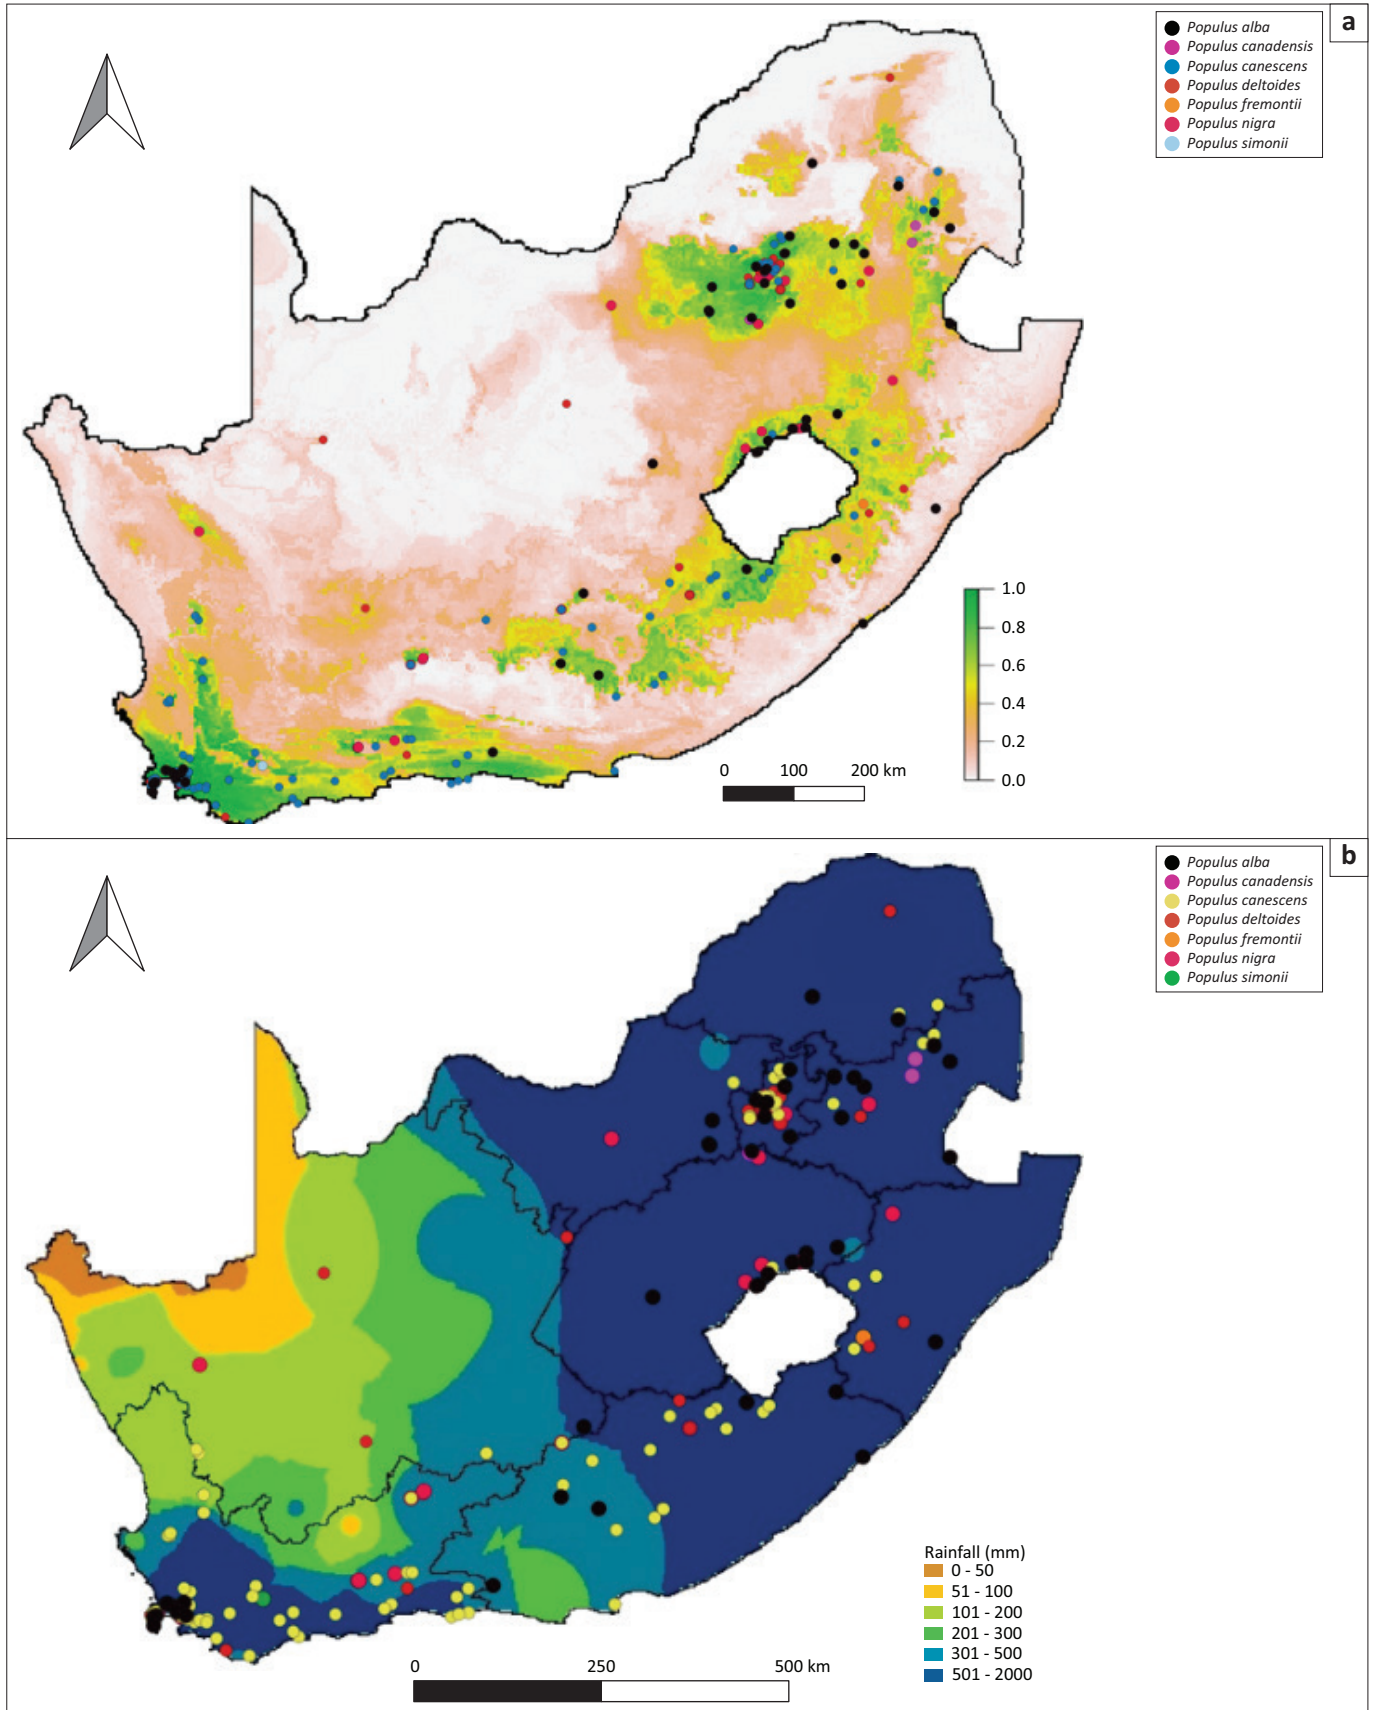 a
Populus alba
Populus canadensis
Populus canescens
Populus deltoides
Populus fremontii
Populus nigra
Populus simonii
1.0
0.8
0.6
0.4
0.2
0.0
0 100 200 km
b
Populus alba
Populus canadensis
Populus canescens
Populus deltoides
Populus fremontii
Populus nigra
Populus simonii
Rainfall (mm)
0 - 50
51 - 100
101 - 200
201 - 300
301 - 500
501 - 2000
0 250 500 km